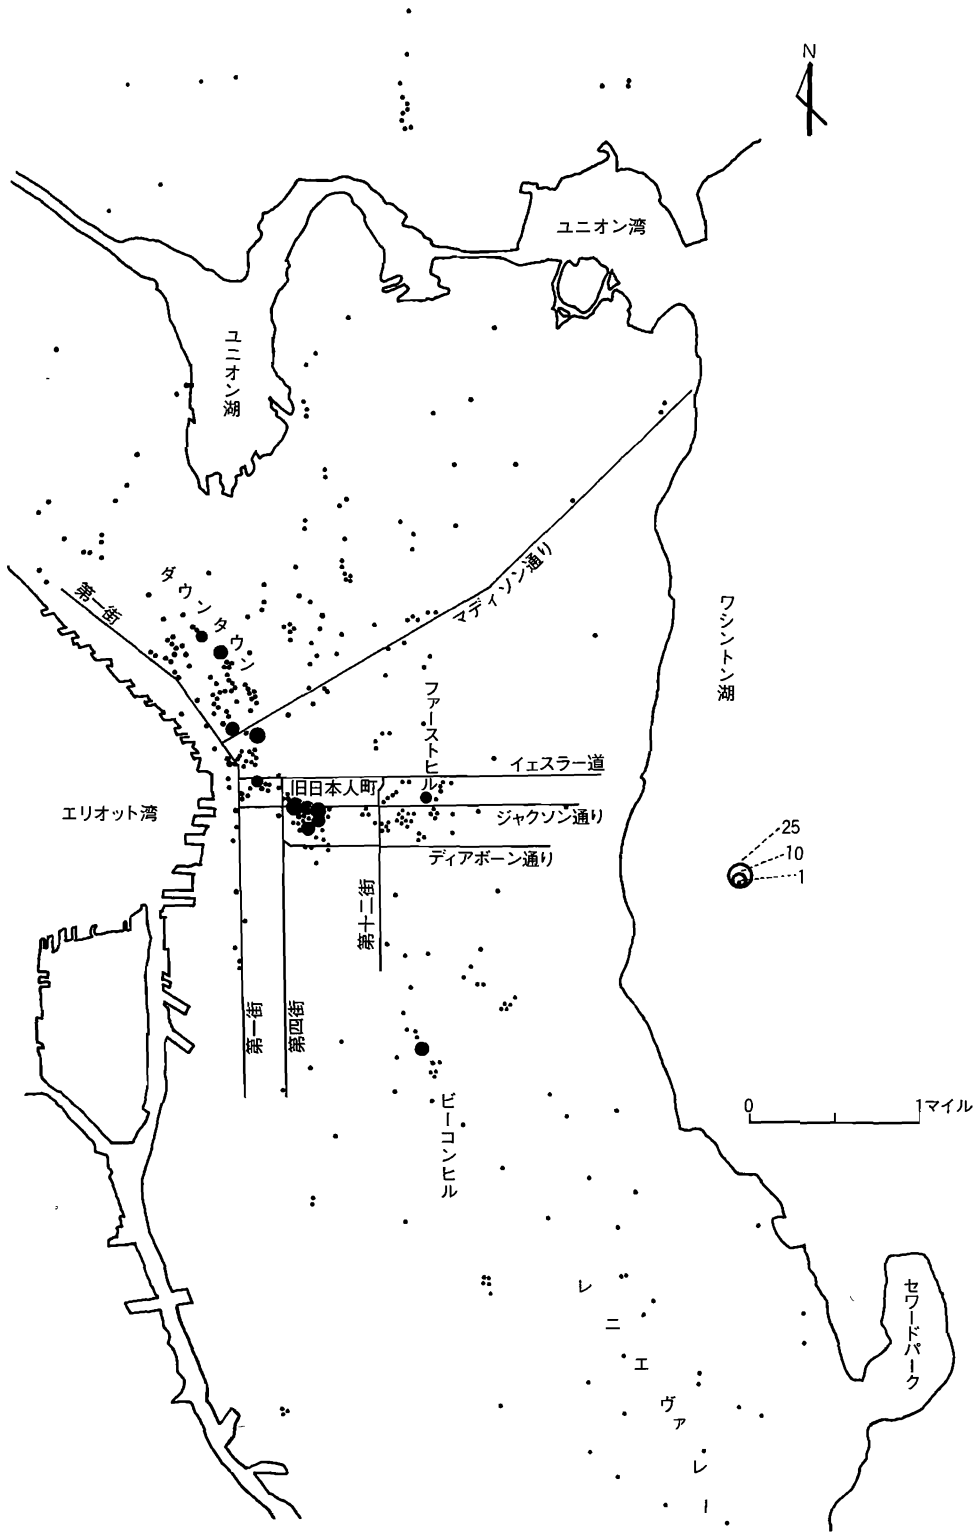 N
ユニオン湾
ユニオン湖
ダウンタウン
第一街
マディソン通り
ワシントン湖
ファーストヒル
イェスラー道
旧日本人町
エリオット湾
ジャクソン通り
ディアボーン通り
25
10
1
第十二街
第一街
第四街
0 1マイル
ビーコンヒル
セワードパーク
レニエヴァレー